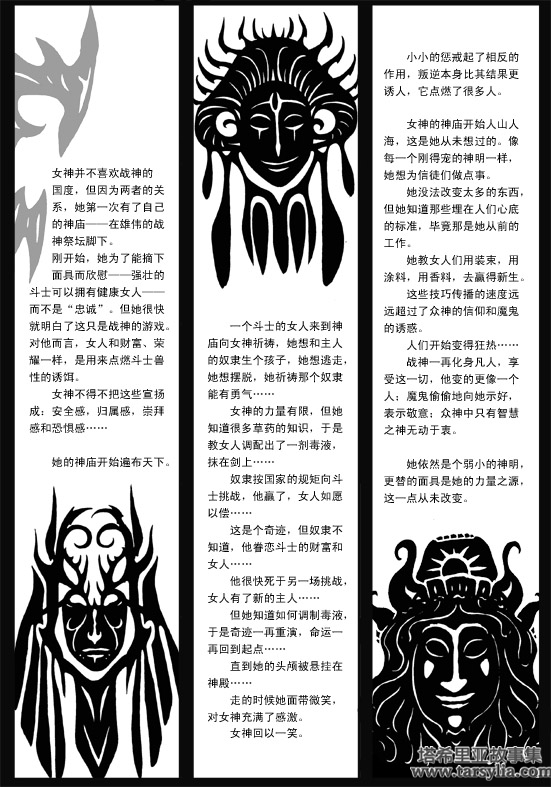 女神并不喜欢战神的
国度，但因为两者的关
系，她第一次有了自己
的神庙——在雄伟的战
神祭坛脚下。
刚开始，她为了能摘下
面具而欣慰——强壮的
斗士可以拥有健康女人——
而不是“忠诚”。但她很快
就明白了这只是战神的游戏。
对他而言，女人和财富、荣
耀一样，是用来点燃斗士兽
性的诱饵。
女神不得不把这些宣扬
成：安全感，归属感，崇拜
感和恐惧感……
她的神庙开始遍布天下。
一个斗士的女人来到神
庙向女神祈祷，她想和主人
的奴隶生个孩子，她想逃走，
她想摆脱，她祈祷那个奴隶
能有勇气……
女神的力量有限，但她
知道很多草药的知识，于是
教女人调配出了一剂毒液，
抹在剑上……
奴隶按国家的规矩向斗
士挑战，他赢了，女人如愿
以偿……
这是个奇迹，但奴隶不
知道，他眷恋斗士的财富和
女人……
他很快死于另一场挑战，
女人有了新的主人……
但她知道如何调制毒液，
于是奇迹一再重演，命运一
再回到起点……
直到她的头颅被悬挂在
神殿……
走的时候她面带微笑，
对女神充满了感激。
女神回以一笑。
小小的惩戒起了相反的
作用，叛逆本身比其结果更
诱人，它点燃了很多人。
女神的神庙开始人山人
海，这是她从未想过的。像
每一个刚得宠的神明一样，
她想为信徒们做点事。
她没法改变太多的东西，
但她知道那些埋在人们心底
的标准，毕竟那是她从前的
工作。
她教女人们用装束，用
涂料，用香料，去赢得新生。
这些技巧传播的速度远
远超过了众神的信仰和魔鬼
的诱惑。
人们开始变得狂热……
战神一再化身凡人，享
受这一切，他变的更像一个
人；魔鬼偷偷地向她示好，
表示敬意；众神中只有智慧
之神无动于衷。
她依然是个弱小的神明，
更替的面具是她的力量之源，
这一点从未改变。
塔希里亚故事集
www.tarsylia.com